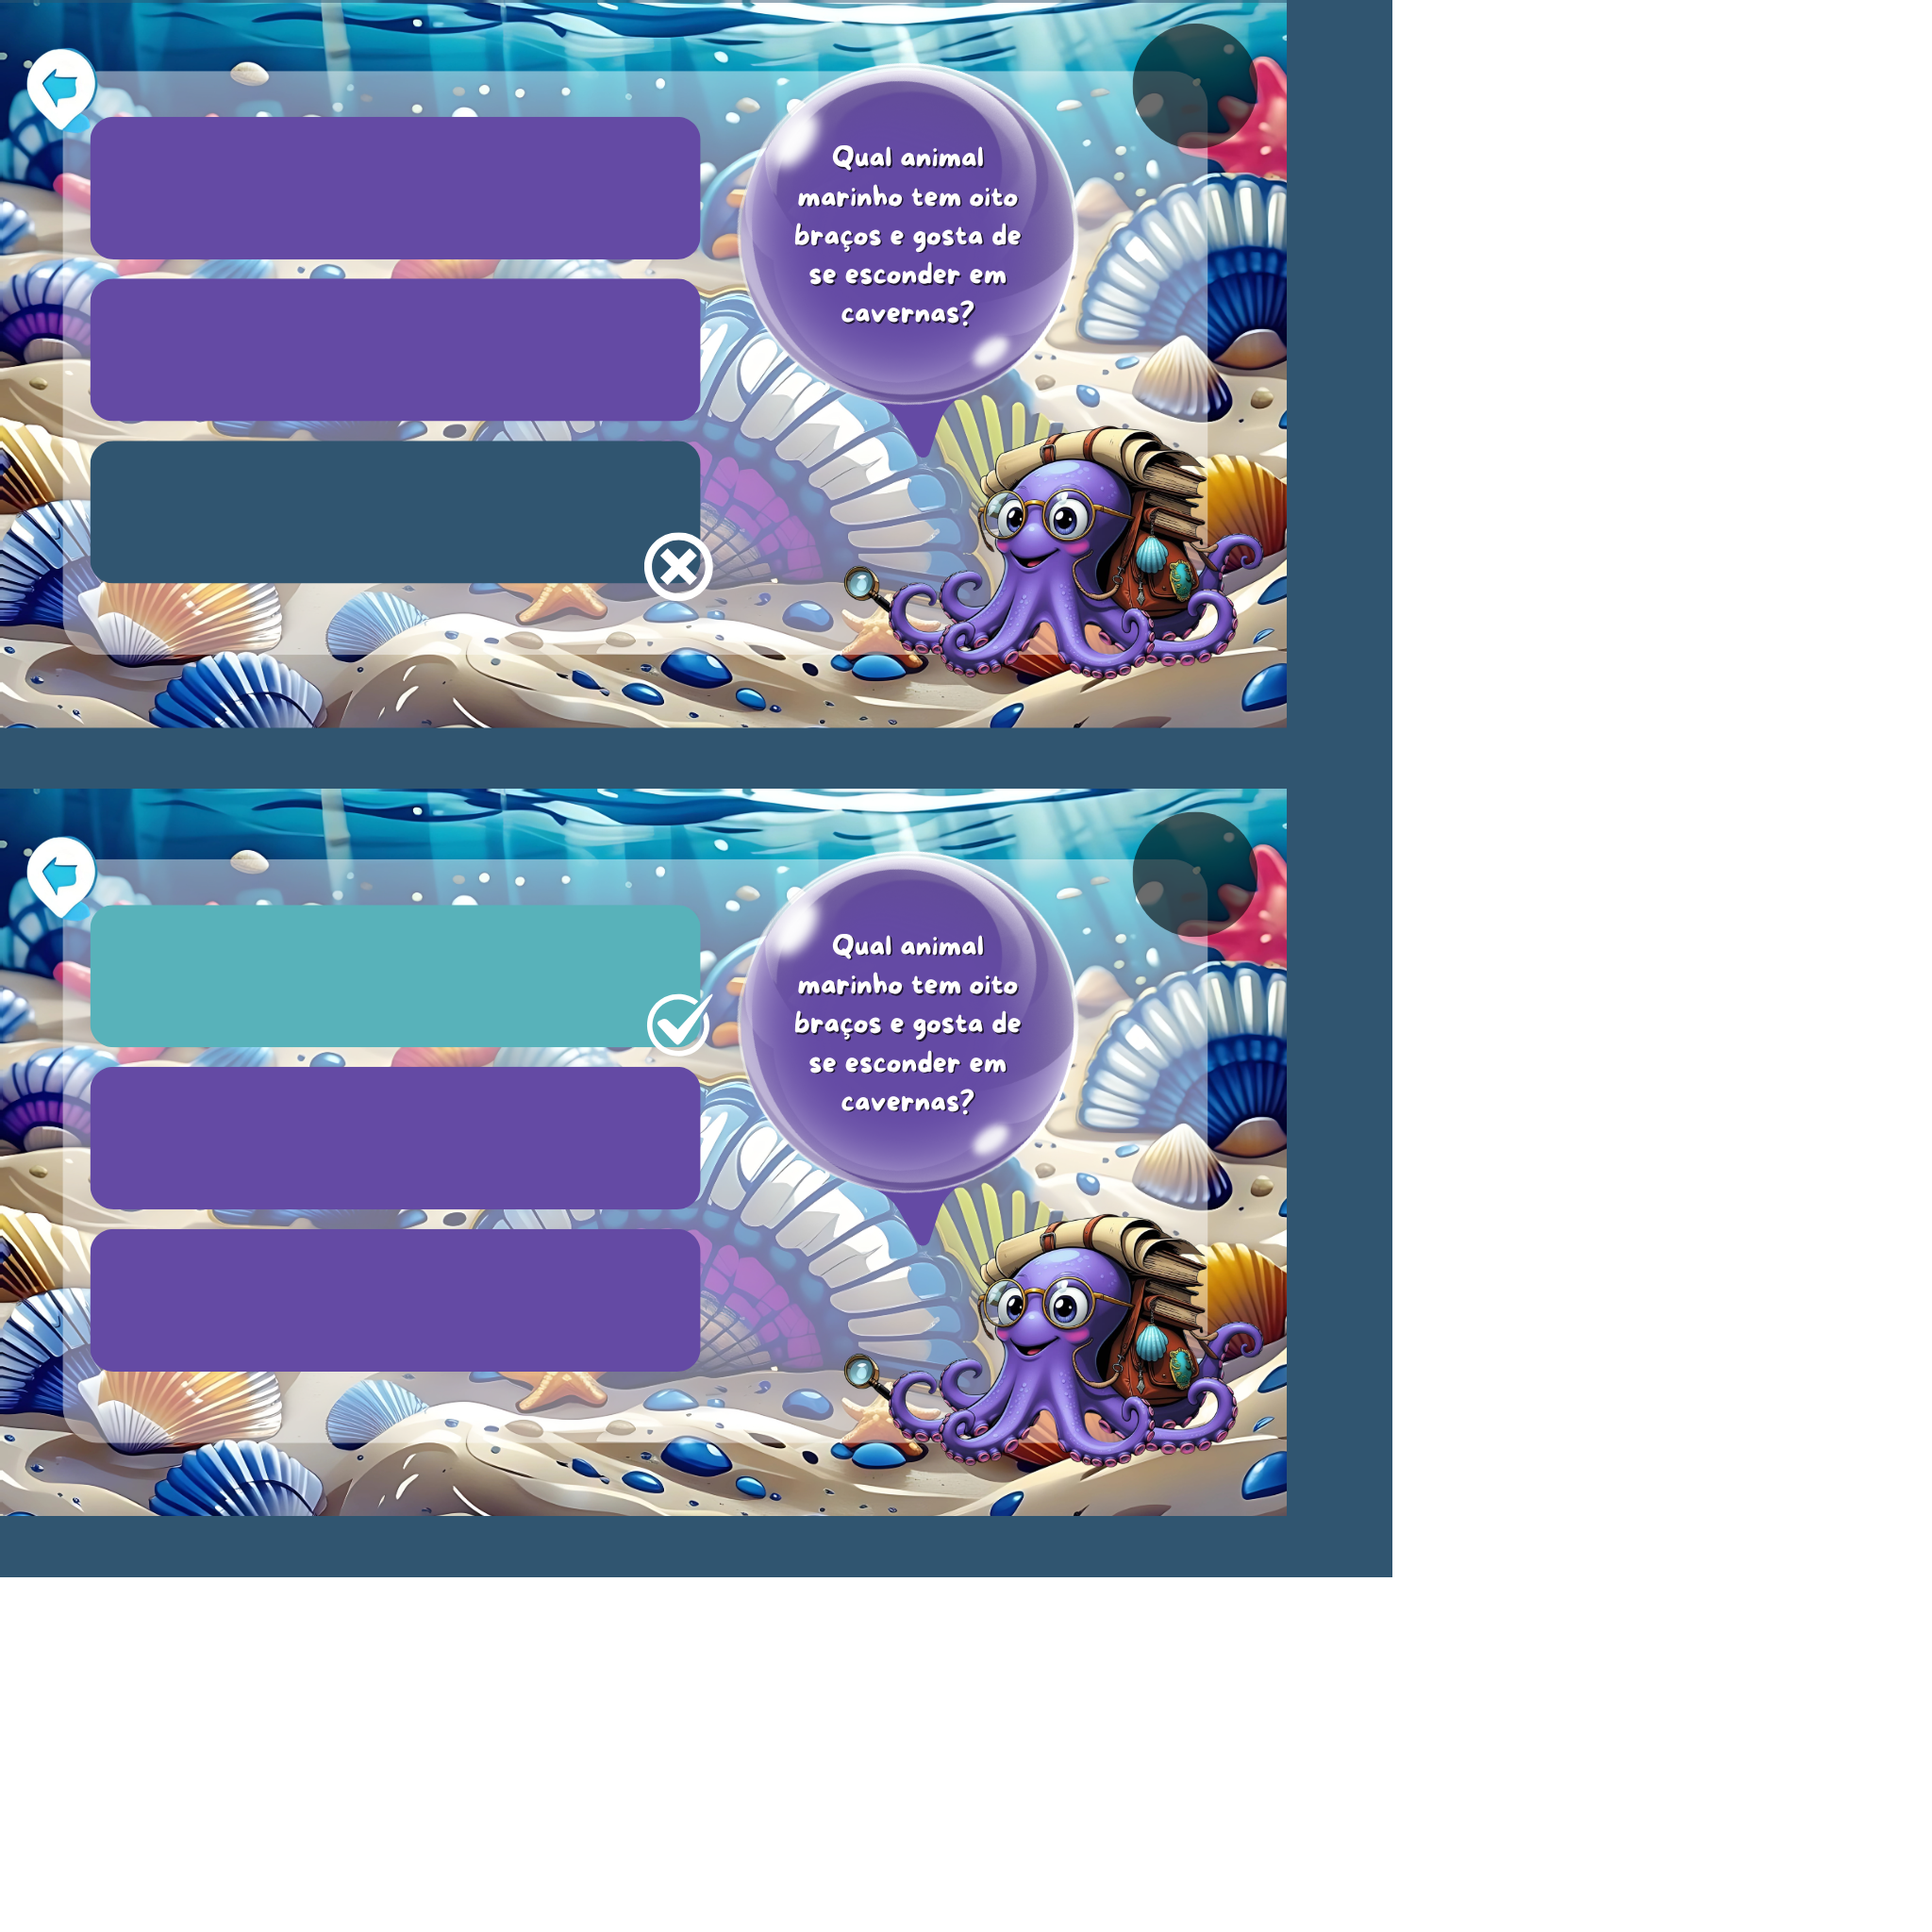 Qual animal
marinho tem oito
braços e gosta de
se esconder em
cavernas?
Qual animal
marinho tem oito
braços e gosta de
se esconder em
cavernas?